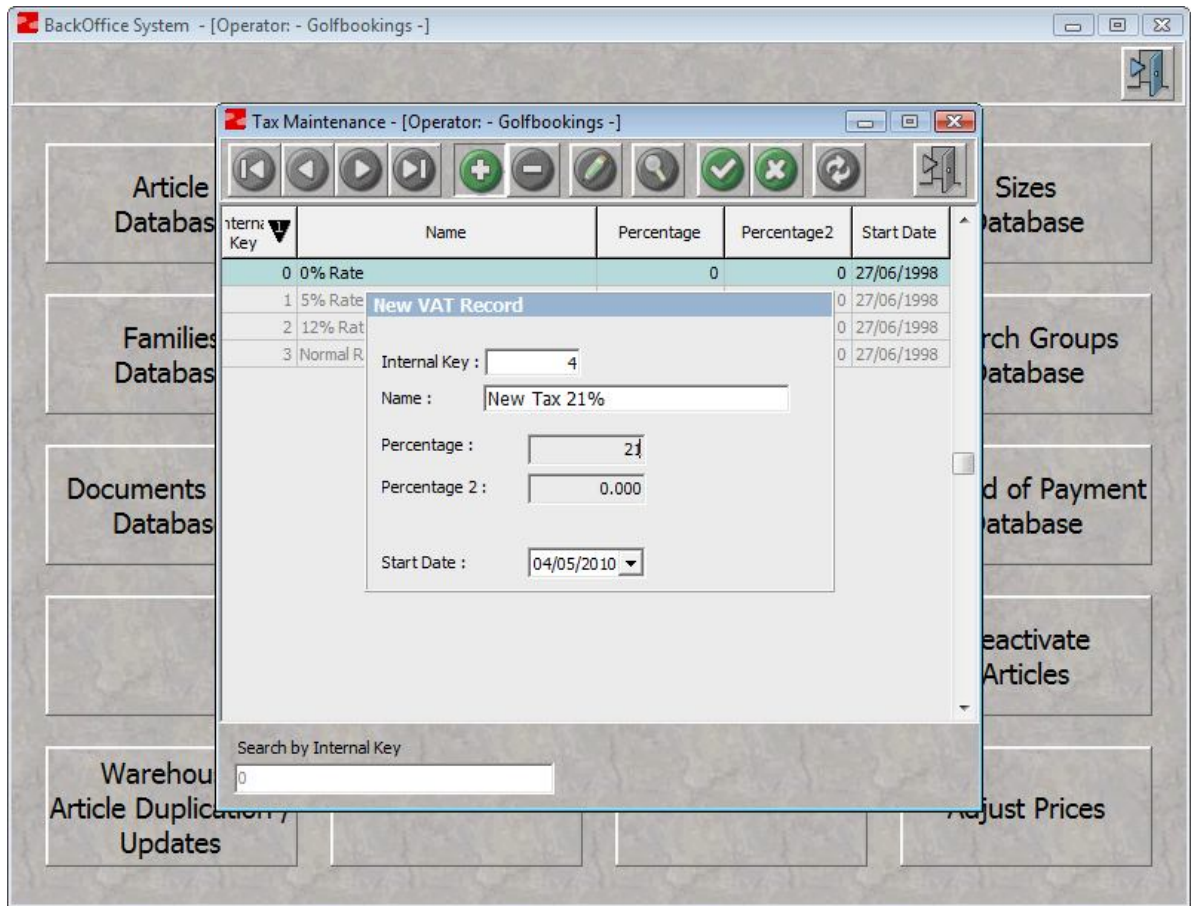 BackOffice System - [Operator: - Golfbookings -]
Tax Maintenance - [Operator: - Golfbookings -]
Key
Name
Percentage
Percentage2
Start Date
0 0% Rate 0 0 27/06/1998
1 5% Rate 0 27/06/1998
2 12% Rat 0 27/06/1998
3 Normal R 0 27/06/1998
New VAT Record
Internal Key : 4
Name : New Tax 21%
Percentage : 21
Percentage 2 : 0.000
Start Date : 04/05/2010
Search by Internal Key
0
Article
Databas
Sizes
atabase
Families
Databas
rch Groups
atabase
Documents
Databas
d of Payment
atabase
eactivate
Articles
Warehou
Article Duplication /
Updates
Adjust Prices